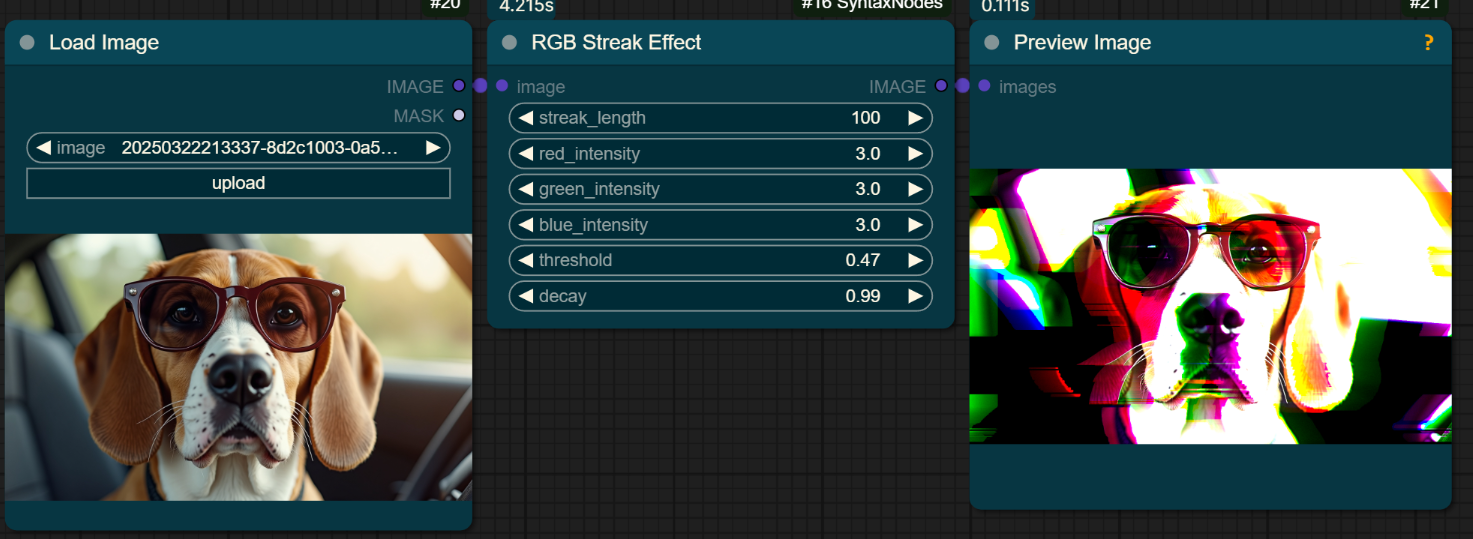 #20
4.215s
#16 SyntaxNodes
0.111s
#21
Load Image
IMAGE
MASK
image 20250322213337-8d2c1003-0a5...
upload
RGB Streak Effect
image IMAGE
streak_length 100
red_intensity 3.0
green_intensity 3.0
blue_intensity 3.0
threshold 0.47
decay 0.99
Preview Image ?
images